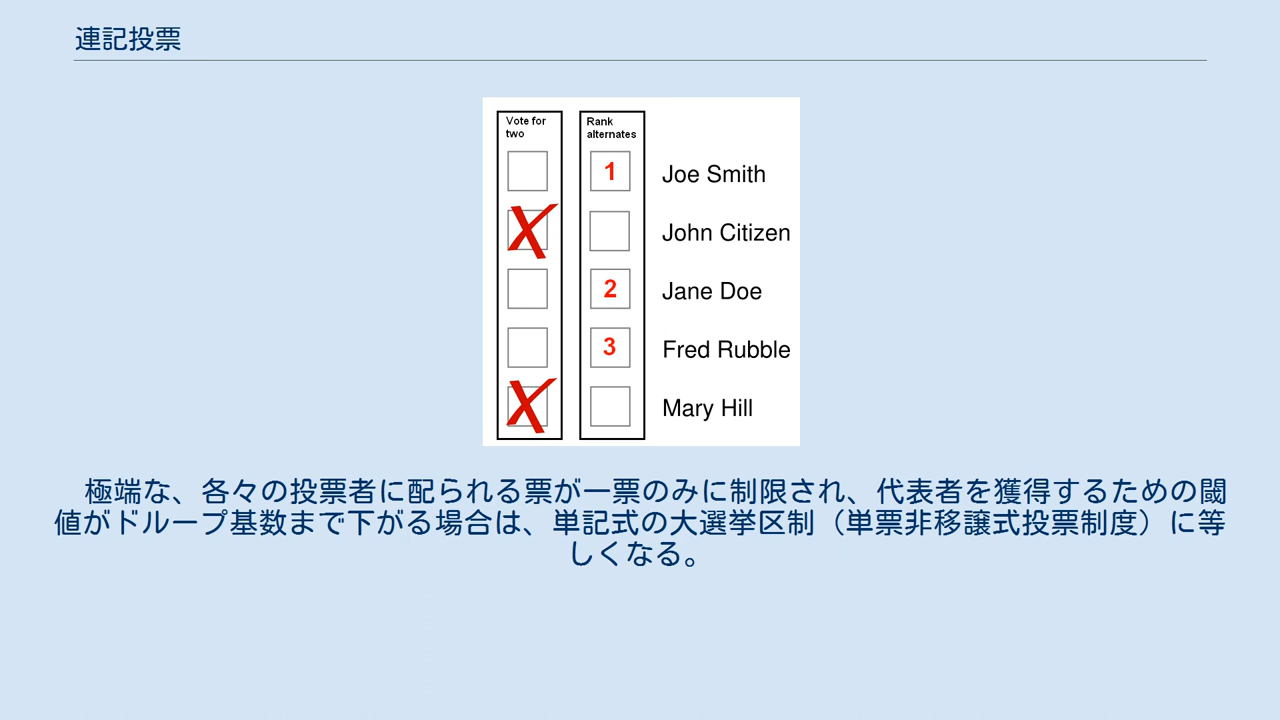 連記投票
Vote for
two
Rank
alternates
1
Joe Smith
X
John Citizen
2
Jane Doe
3
Fred Rubble
X
Mary Hill
極端な、各々の投票者に配られる票が一票のみに制限され、代表者を獲得するための閾
値がドループ基数まで下がる場合は、単記式の大選挙区制（単票非移譲式投票制度）に等
しくなる。